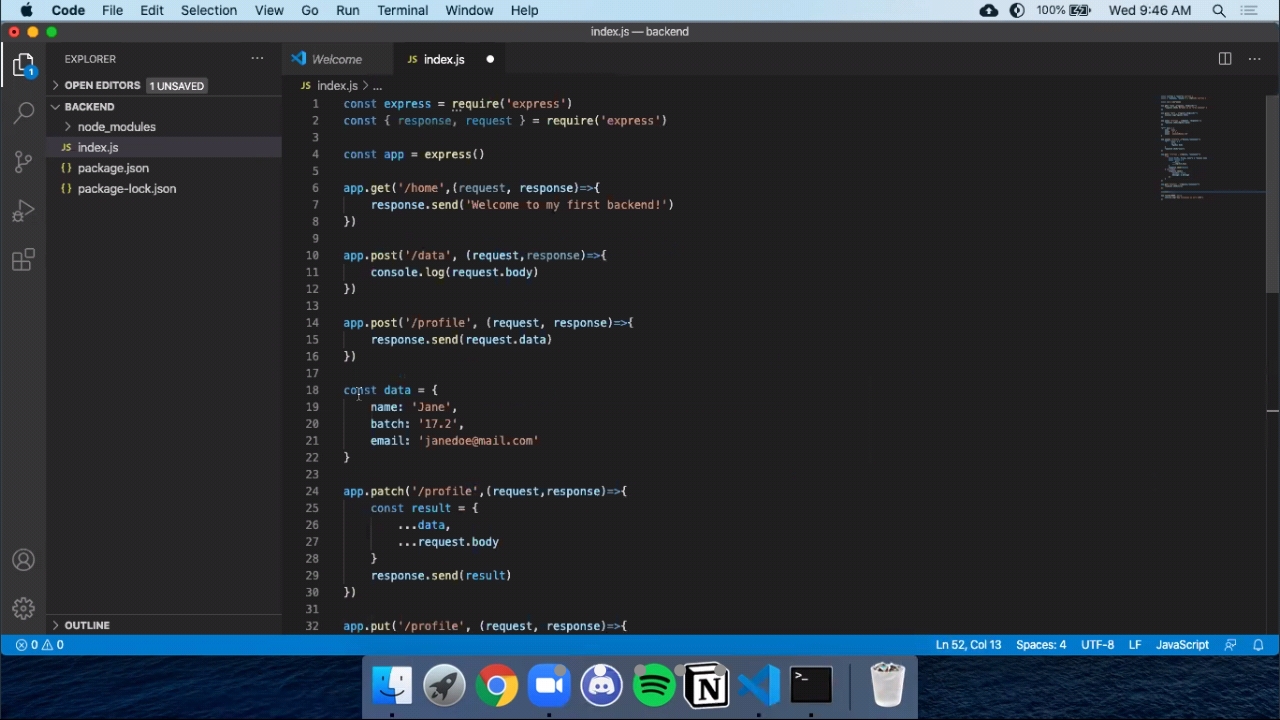 Code File Edit Selection View Go Run Terminal Window Help 100% Wed 9:46 AM
index.js — backend
EXPLORER ...
Welcome
JS index.js
OPEN EDITORS 1 UNSAVED
JS index.js > ...
BACKEND
node_modules
index.js
package.json
package-lock.json
1
1 const express = require('express')
2 const { response, request } = require('express')
3
4 const app = express()
5
6 app.get('/home',(request, response)=>{
7 response.send('Welcome to my first backend!')
8 })
9
10 app.post('/data', (request,response)=>{
11 console.log(request.body)
12 })
13
14 app.post('/profile', (request, response)=>{
15 response.send(request.data)
16 })
17
18 const data = {
19 name: 'Jane',
20 batch: '17.2',
21 email: 'janedoe@mail.com'
22 }
23
24 app.patch('/profile',(request,response)=>{
25 const result = {
26 ...data,
27 ...request.body
28 }
29 response.send(result)
30 })
31
32 app.put('/profile', (request, response)=>{
OUTLINE
0 0 Ln 52, Col 13 Spaces: 4 UTF-8 LF JavaScript
N
>_